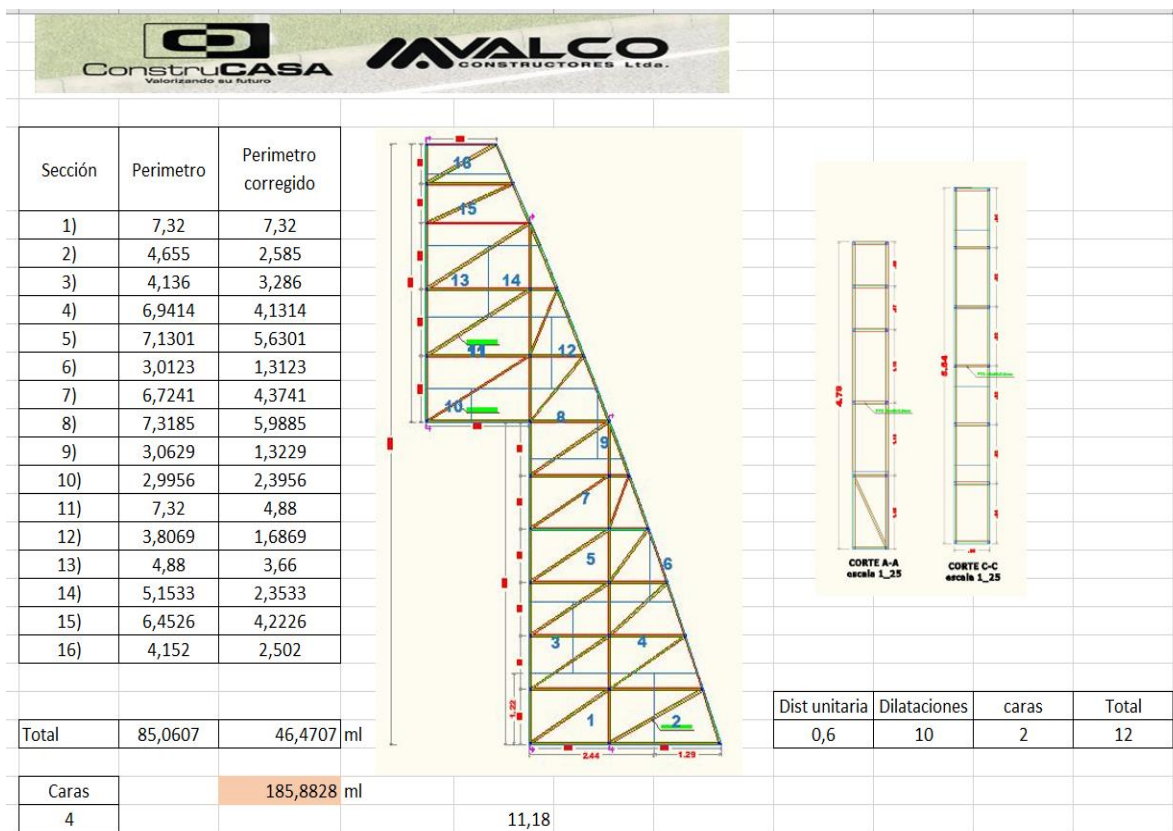 ConstruCASA
Valorizando su futuro
AVALCO
CONSTRUCTORES Ltda.
Sección Perimetro Perimetro corregido
1) 7,32 7,32
2) 4,655 2,585
3) 4,136 3,286
4) 6,9414 4,1314
5) 7,1301 5,6301
6) 3,0123 1,3123
7) 6,7241 4,3741
8) 7,3185 5,9885
9) 3,0629 1,3229
10) 2,9956 2,3956
11) 7,32 4,88
12) 3,8069 1,6869
13) 4,88 3,66
14) 5,1533 2,3533
15) 6,4526 4,2226
16) 4,152 2,502
Total 85,0607 46,4707 ml
Caras 185,8828 ml
4 11,18
16
15
13 14
11 12
10 8
9
7
5 6
3 4
1 2
1.22
2.44 1.29
4.79
CORTE A-A
escala 1_25
5.54
CORTE C-C
escala 1_25
Dist unitaria Dilataciones caras Total
0,6 10 2 12